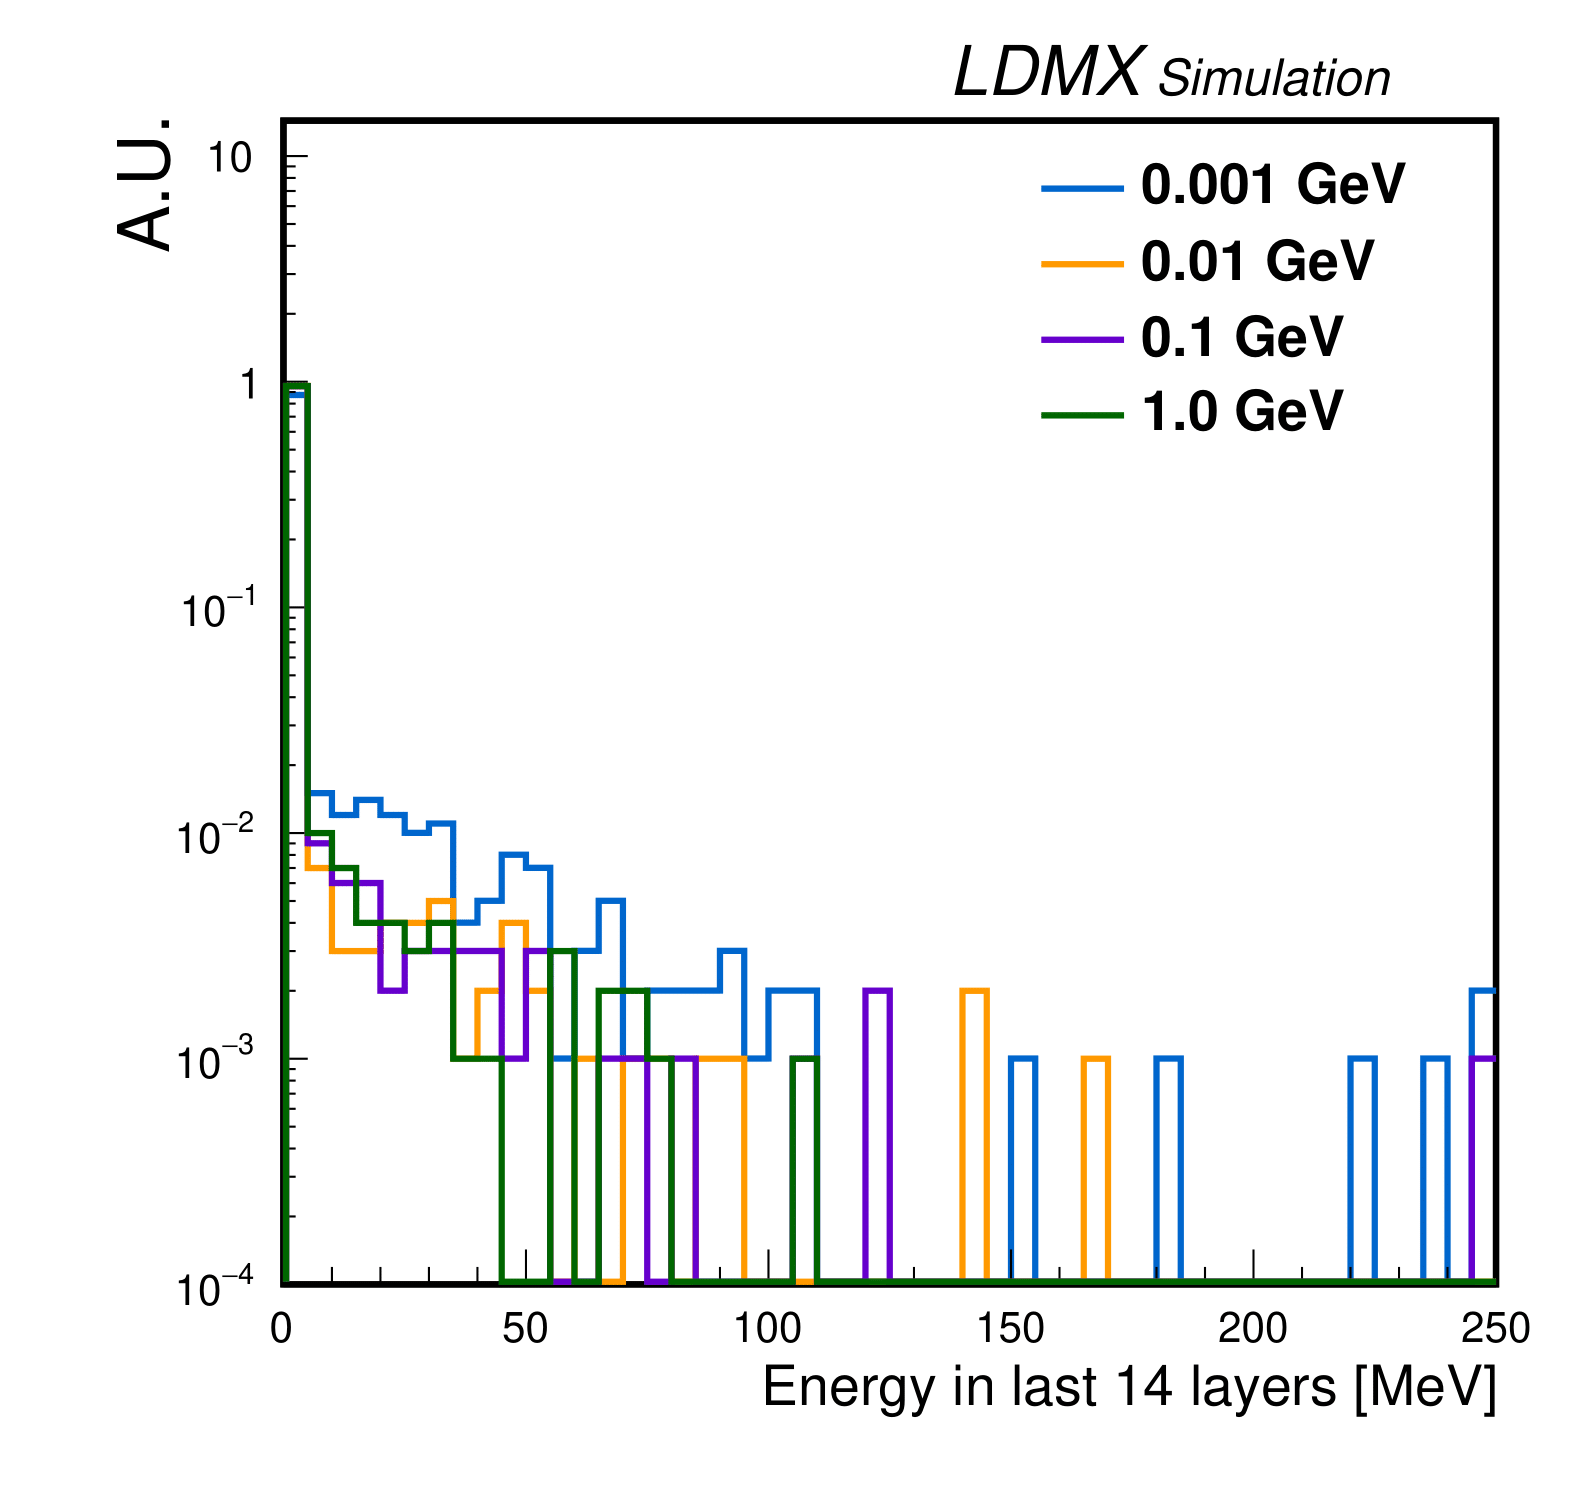 LDMX Simulation
A.U.
10
1
10⁻¹
10⁻²
10⁻³
10⁻⁴
0.001 GeV
0.01 GeV
0.1 GeV
1.0 GeV
0 50 100 150 200 250
Energy in last 14 layers [MeV]